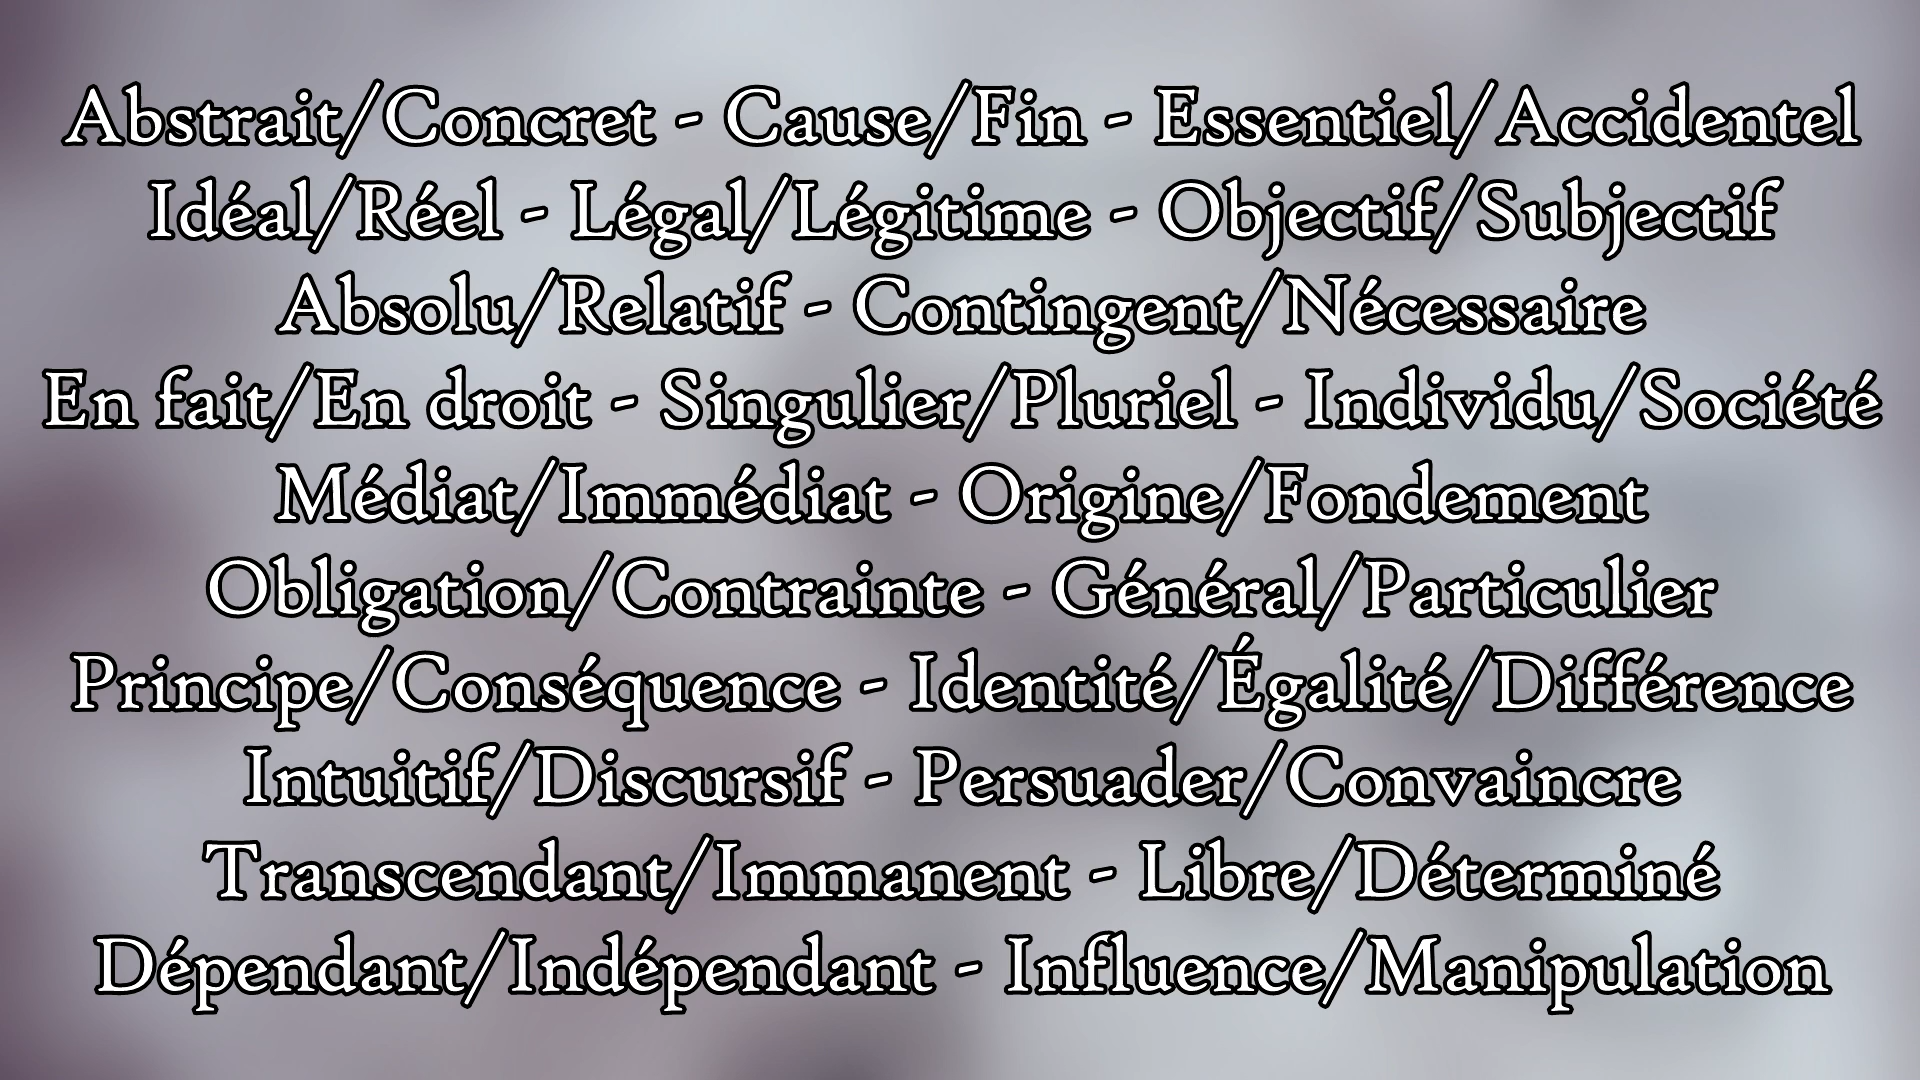 Abstrait/Concret - Cause/Fin - Essentiel/Accidentel
Idéal/Réel - Légal/Légitime - Objectif/Subjectif
Absolu/Relatif - Contingent/Nécessaire
En fait/En droit - Singulier/Pluriel - Individu/Société
Médiat/Immédiat - Origine/Fondement
Obligation/Contrainte - Général/Particulier
Principe/Conséquence - Identité/Égalité/Différence
Intuitif/Discursif - Persuader/Convaincre
Transcendant/Immanent - Libre/Déterminé
Dépendant/Indépendant - Influence/Manipulation